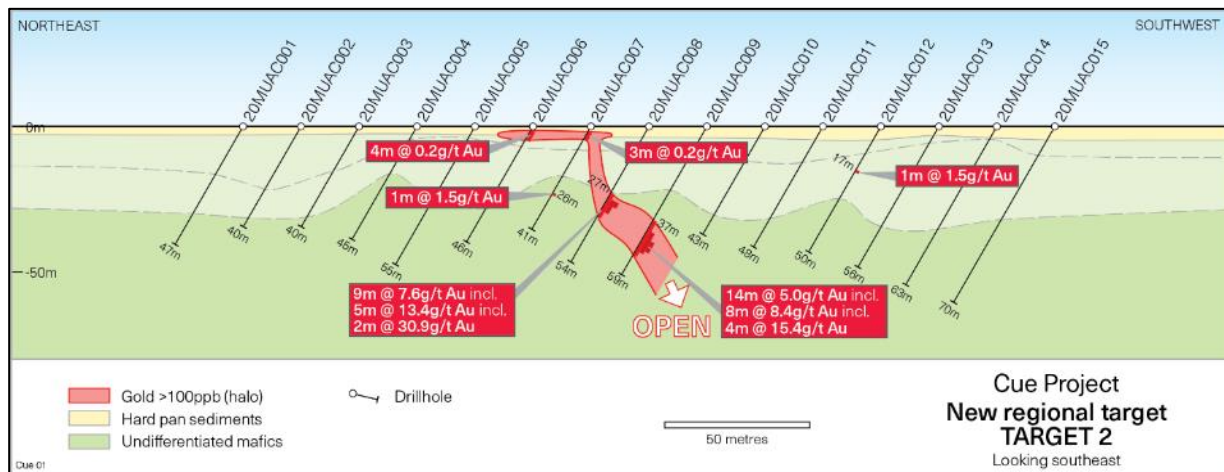 NORTHEAST
SOUTHWEST
20MUAC001
20MUAC002
20MUAC003
20MUAC004
20MUAC005
20MUAC006
20MUAC007
20MUAC008
20MUAC009
20MUAC010
20MUAC011
20MUAC012
20MUAC013
20MUAC014
20MUAC015
0m
4m @ 0.2g/t Au
3m @ 0.2g/t Au
17m
1m @ 1.5g/t Au
27m
1m @ 1.5g/t Au
26m
37m
47m
40m
40m
45m
55m
46m
41m
54m
59m
43m
48m
50m
56m
63m
70m
-50m
9m @ 7.6g/t Au incl.
5m @ 13.4g/t Au incl.
2m @ 30.9g/t Au
14m @ 5.0g/t Au incl.
8m @ 8.4g/t Au incl.
4m @ 15.4g/t Au
OPEN
Gold >100ppb (halo)
Hard pan sediments
Undifferentiated mafics
Drillhole
50 metres
Cue Project
New regional target
TARGET 2
Looking southeast
Cue 01